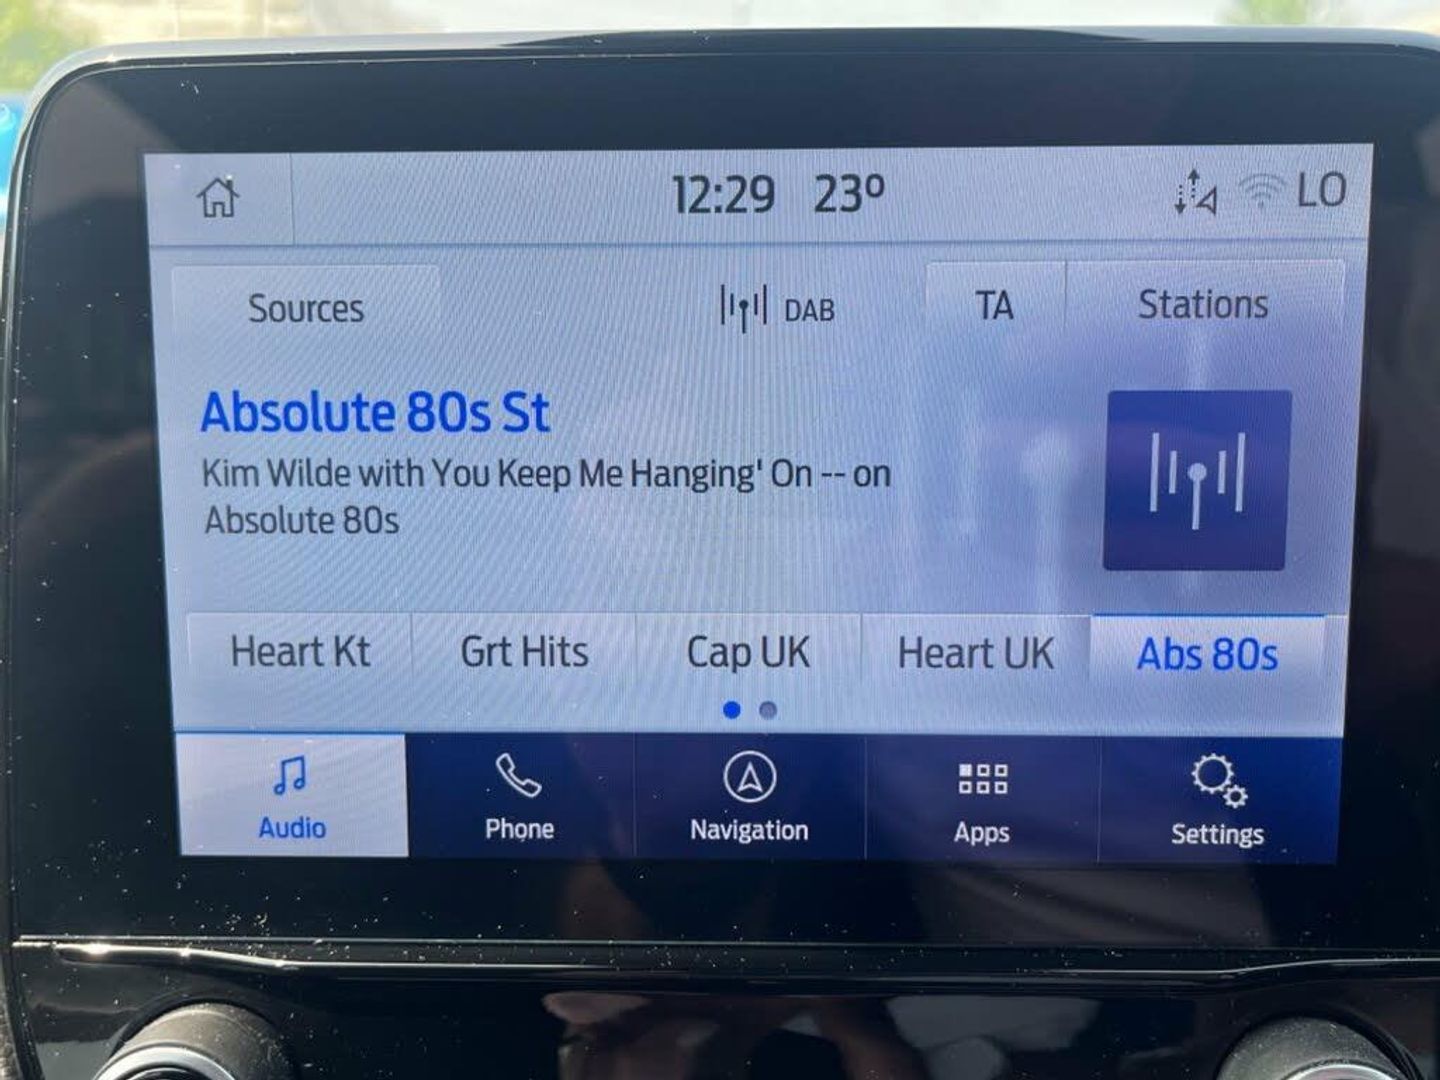 12:29 23º LO
Sources DAB TA Stations
Absolute 80s St
Kim Wilde with You Keep Me Hanging' On -- on
Absolute 80s
Heart Kt Grt Hits Cap UK Heart UK Abs 80s
Audio Phone Navigation Apps Settings